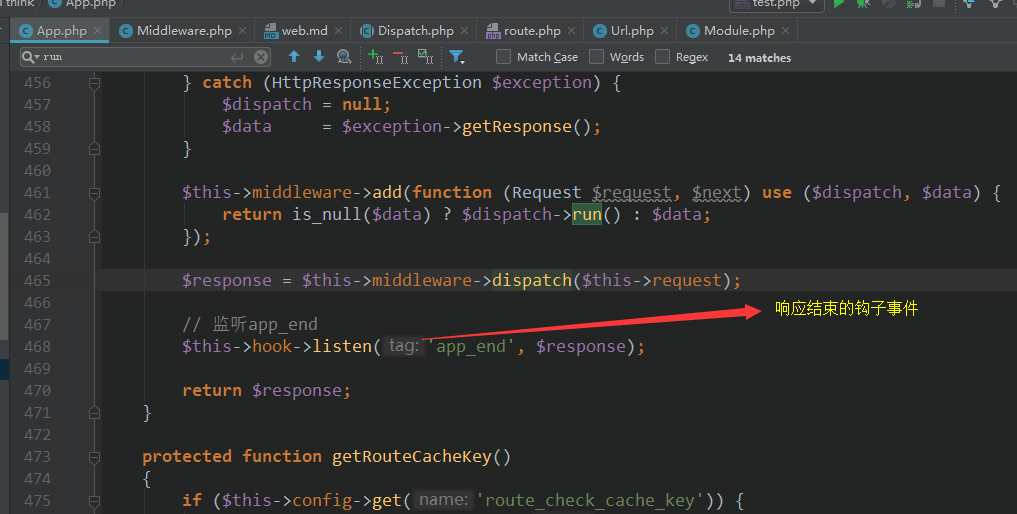 think App.php test.php
App.php Middleware.php web.md Dispatch.php route.php Url.php Module.php
run Match Case Words Regex 14 matches
456 } catch (HttpResponseException $exception) {
457 $dispatch = null;
458 $data = $exception->getResponse();
459 }
460
461 $this->middleware->add(function (Request $request, $next) use ($dispatch, $data) {
462 return is_null($data) ? $dispatch->run() : $data;
463 });
464
465 $response = $this->middleware->dispatch($this->request);
466
响应结束的钩子事件
467 // 监听app_end
468 $this->hook->listen( tag: 'app_end', $response);
469
470 return $response;
471 }
472
473 protected function getRouteCacheKey()
474 {
475 if ($this->config->get( name: 'route_check_cache_key')) {